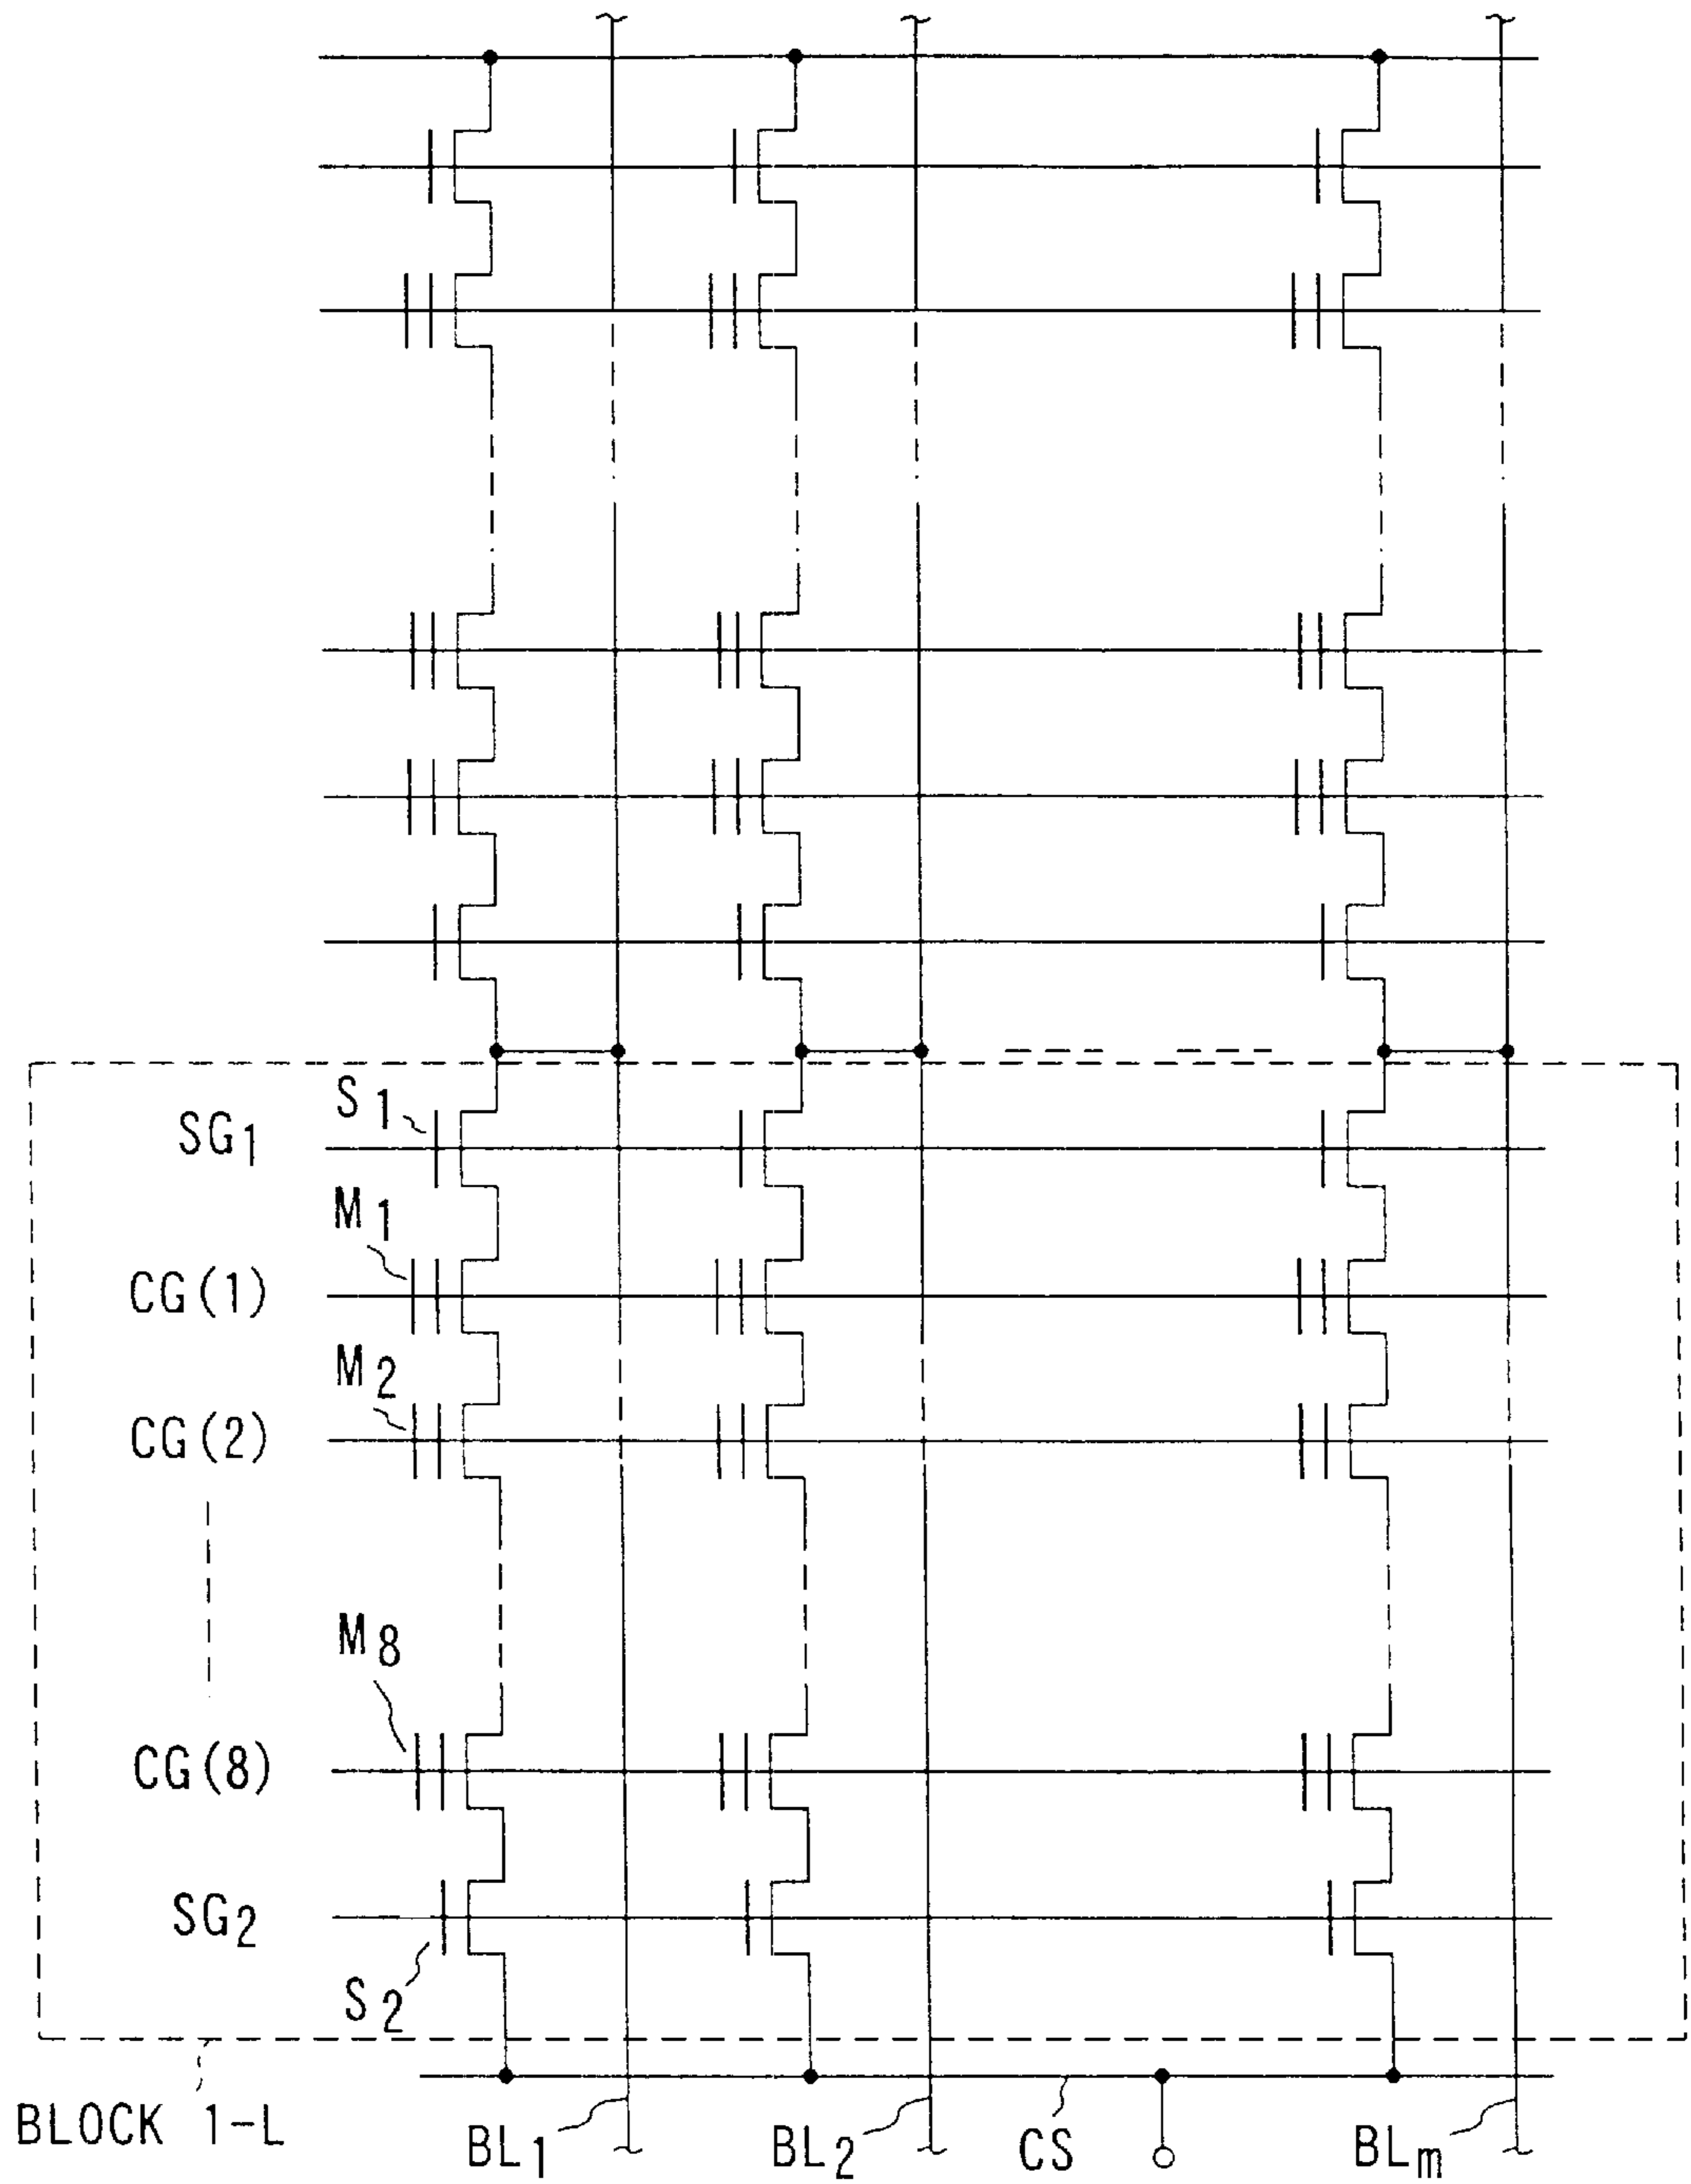 S1
SG1
M1
CG(1)
M2
CG(2)
M8
CG(8)
SG2
S2
BLOCK 1-L
BL1
BL2
CS
BLm